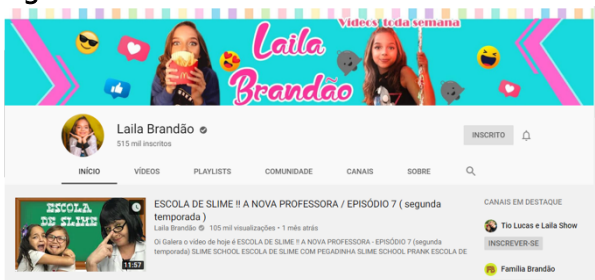 Vídeos toda semana
Laila
Brandão
Laila Brandão
515 mil inscritos
INSCRITO
INÍCIO VÍDEOS PLAYLISTS COMUNIDADE CANAIS SOBRE
ESCOLA DE SLIME !! A NOVA PROFESSORA / EPISÓDIO 7 ( segunda
temporada )
Laila Brandão • 105 mil visualizações • 1 mês atrás
Oi Galera o vídeo de hoje é ESCOLA DE SLIME !! A NOVA PROFESSORA - EPISÓDIO 7 (segunda
temporada) SLIME SCHOOL ESCOLA DE SLIME COM PEGADINHA SLIME SCHOOL PRANK ESCOLA DE
ESCOLA
DE SLIME
11:57
CANAIS EM DESTAQUE
Tio Lucas e Laila Show
INSCREVER-SE
Família Brandão